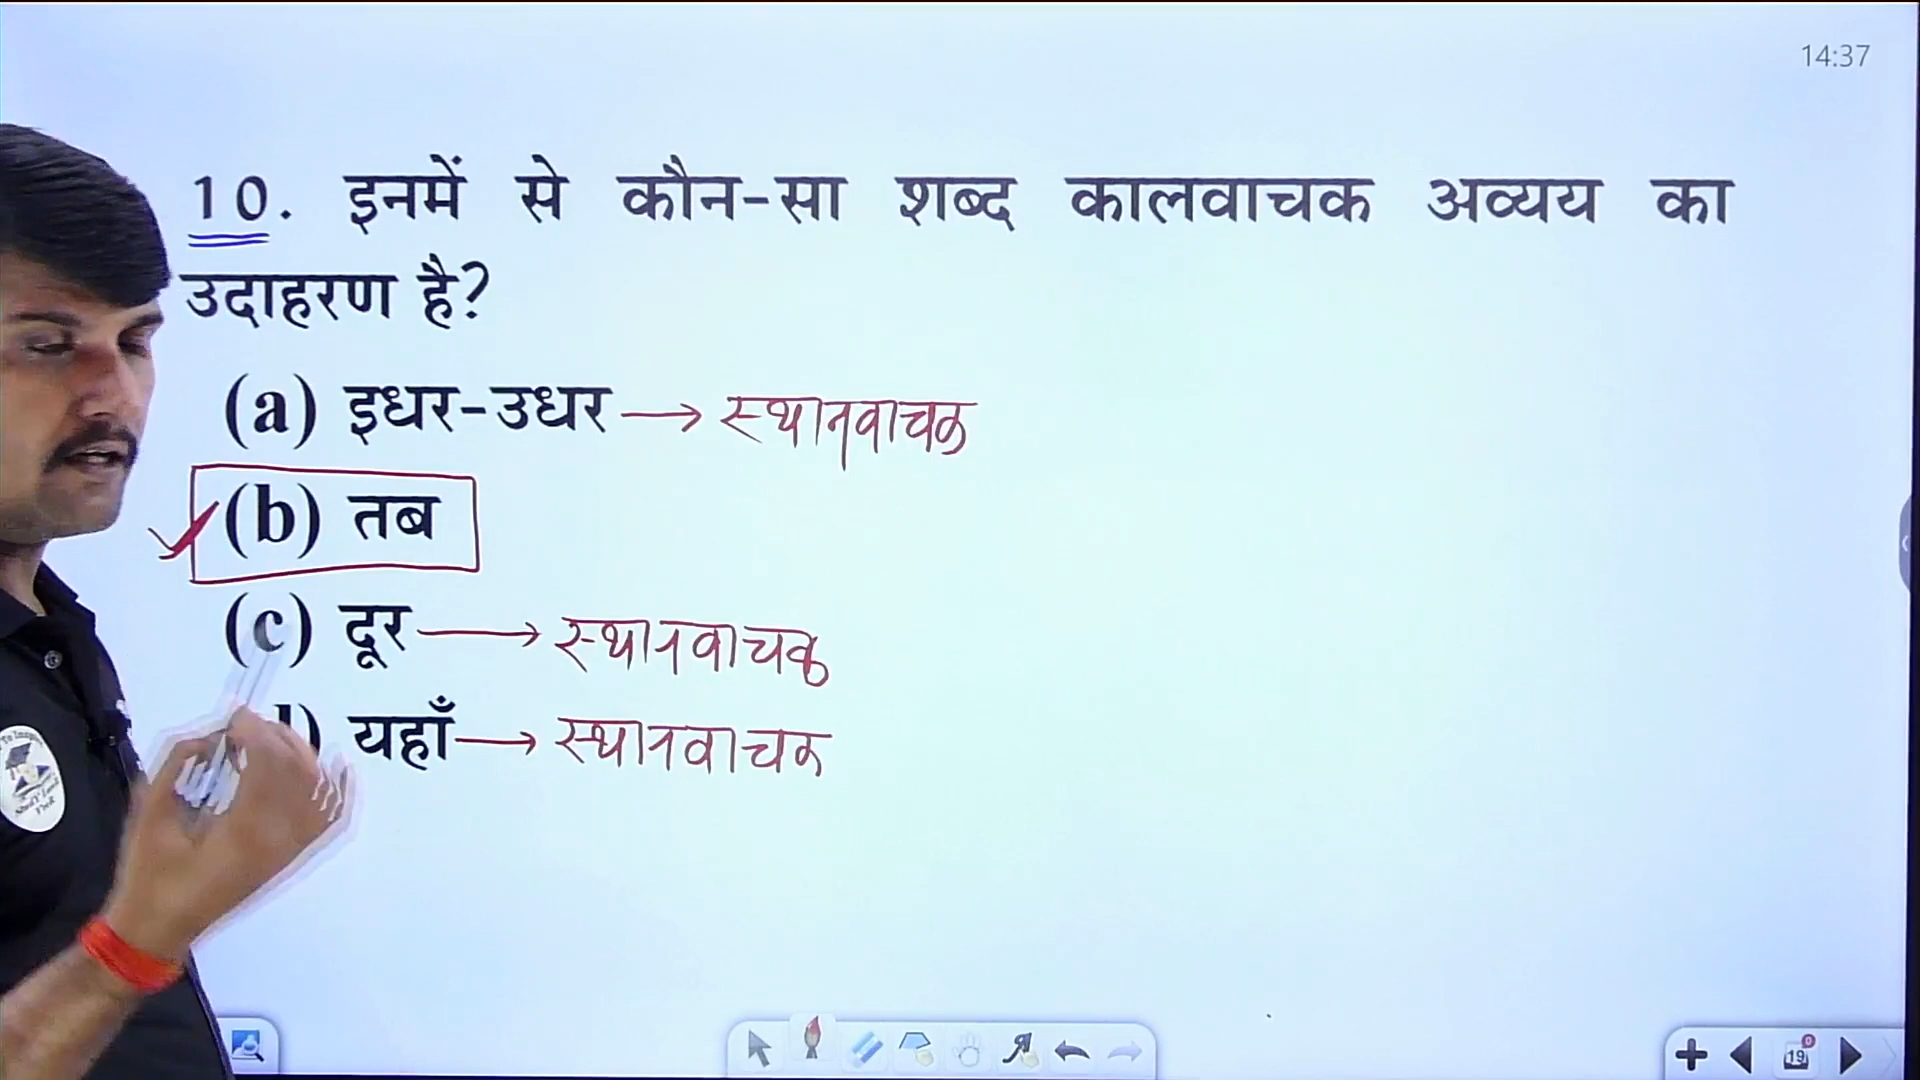 14:37
10. इनमें से कौन-सा शब्द कालवाचक अव्यय का
उदाहरण है?
(a) इधर-उधर → स्थानवाचक
(b) तब
(c) दूर → स्थानवाचक
) यहाँ → स्थानवाचक
19